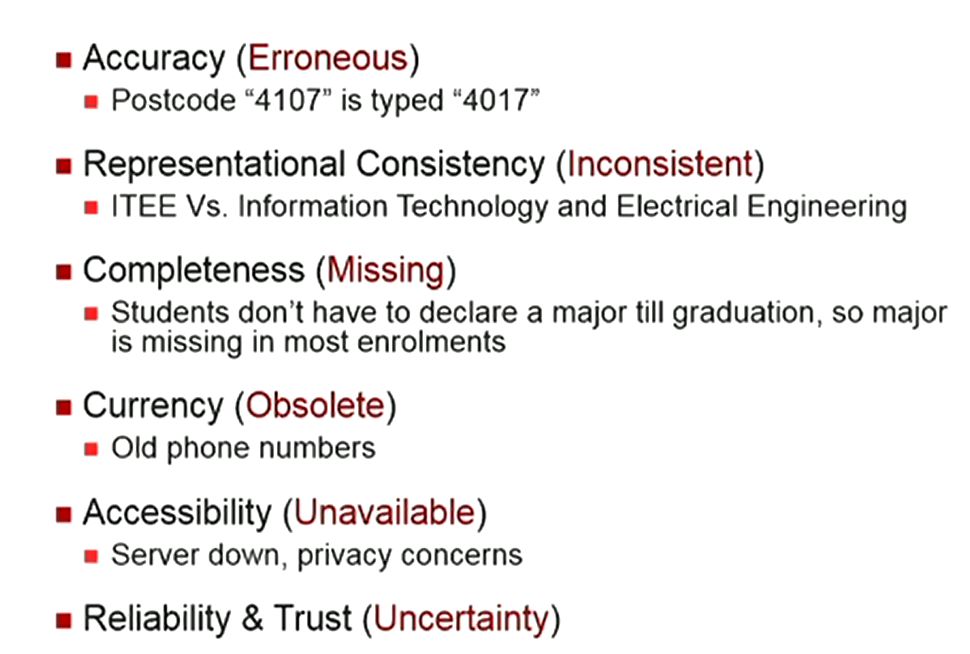 Accuracy (Erroneous)
Postcode “4107” is typed “4017”
Representational Consistency (Inconsistent)
ITEE Vs. Information Technology and Electrical Engineering
Completeness (Missing)
Students don’t have to declare a major till graduation, so major
is missing in most enrolments
Currency (Obsolete)
Old phone numbers
Accessibility (Unavailable)
Server down, privacy concerns
Reliability & Trust (Uncertainty)